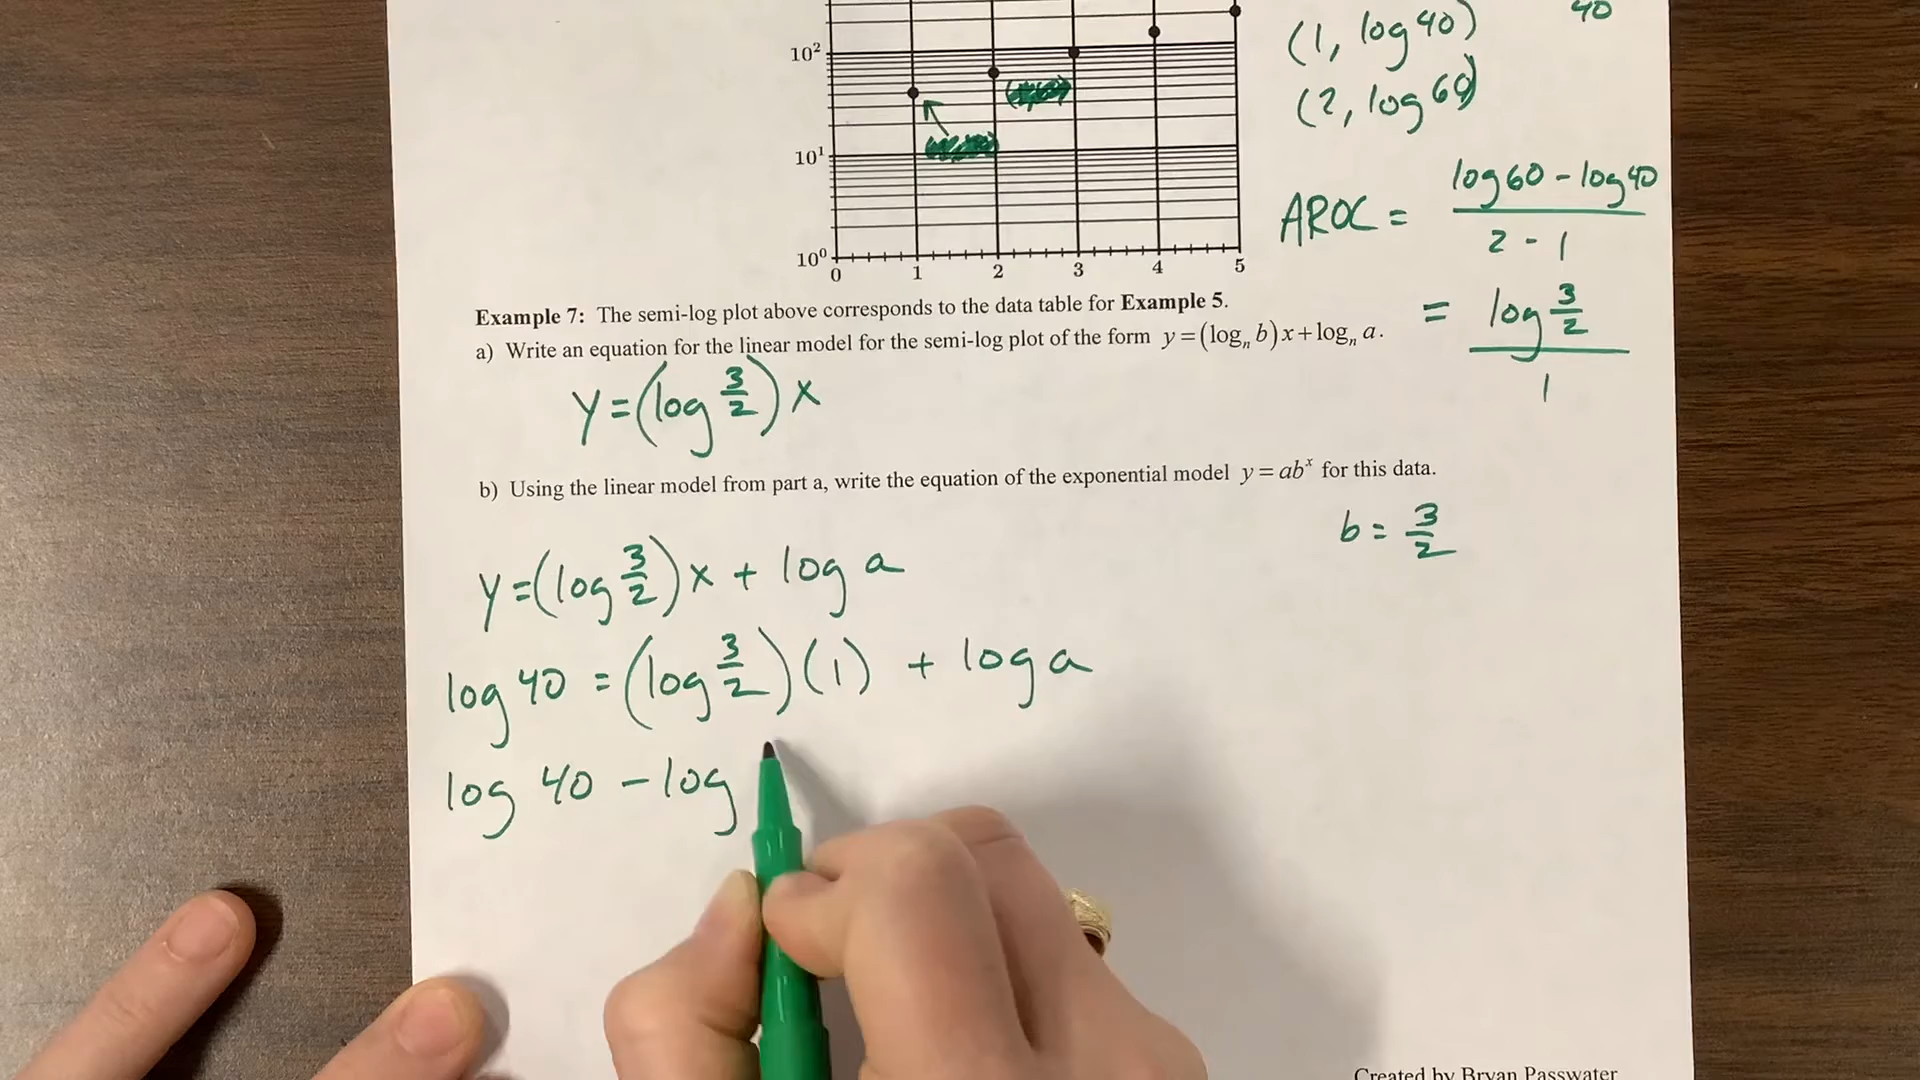 (1, log 40)
40
(2, log 60)
10²
10¹
10⁰
0 1 2 3 4 5
AROC = (log 60 - log 40) / (2 - 1)
= (log 3/2) / 1
Example 7: The semi-log plot above corresponds to the data table for Example 5.
a) Write an equation for the linear model for the semi-log plot of the form y = (logₙ b)x + logₙ a.
y = (log 3/2) x
b) Using the linear model from part a, write the equation of the exponential model y = abˣ for this data.
b = 3/2
y = (log 3/2) x + log a
log 40 = (log 3/2)(1) + log a
log 40 - log
Created by Bryan Passwater